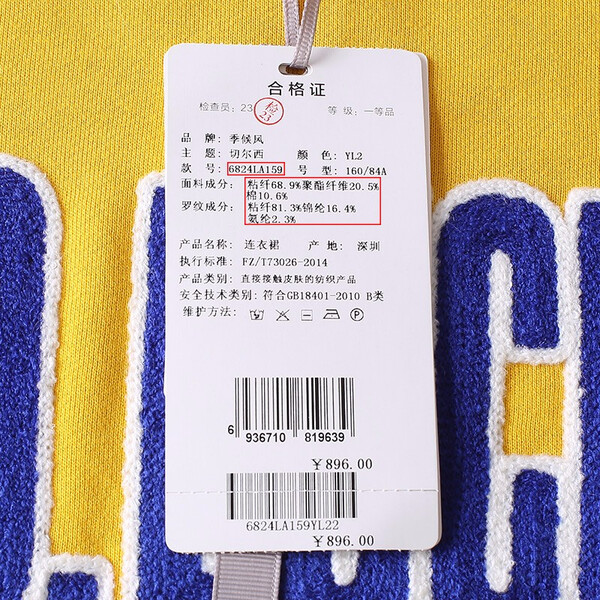 合格证
检查员: 23 检 23 等 级: 一等品
品 牌: 季候风
主 题: 切尔西 颜 色: YL2
款 号: 6824LA159 号 型: 160/84A
面料成分: 粘纤68.9%聚酯纤维20.5%
棉10.6%
罗纹成分: 粘纤81.3%锦纶16.4%
氨纶2.3%
产品名称: 连衣裙 产 地: 深圳
执行标准: FZ/T73026-2014
产品类别: 直接接触皮肤的纺织产品
安全技术类别: 符合GB18401-2010 B类
维护方法:
6 936710 819639
¥896.00
6824LA159YL22
¥896.00